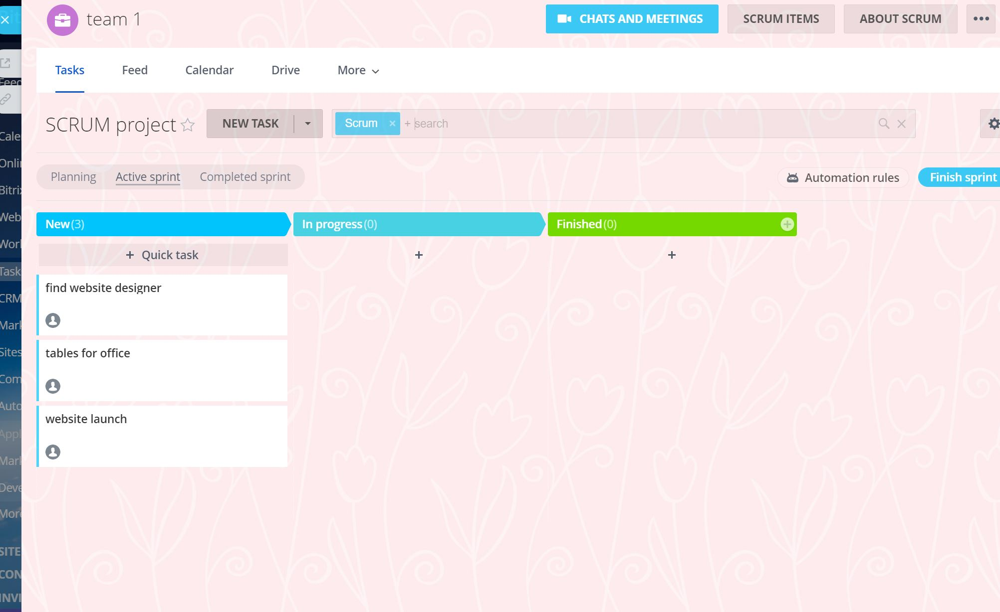 team 1
CHATS AND MEETINGS
SCRUM ITEMS
ABOUT SCRUM
Tasks
Feed
Calendar
Drive
More
SCRUM project
NEW TASK
Scrum
+ search
Planning
Active sprint
Completed sprint
Automation rules
Finish sprint
New (3)
In progress (0)
Finished (0)
+ Quick task
+
+
find website designer
tables for office
website launch
Cale
Onli
Bitrix
Web
Wor
Task
CRM
Mark
Sites
Com
Auto
Appl
Mark
Deve
More
SITE
CON
INVI